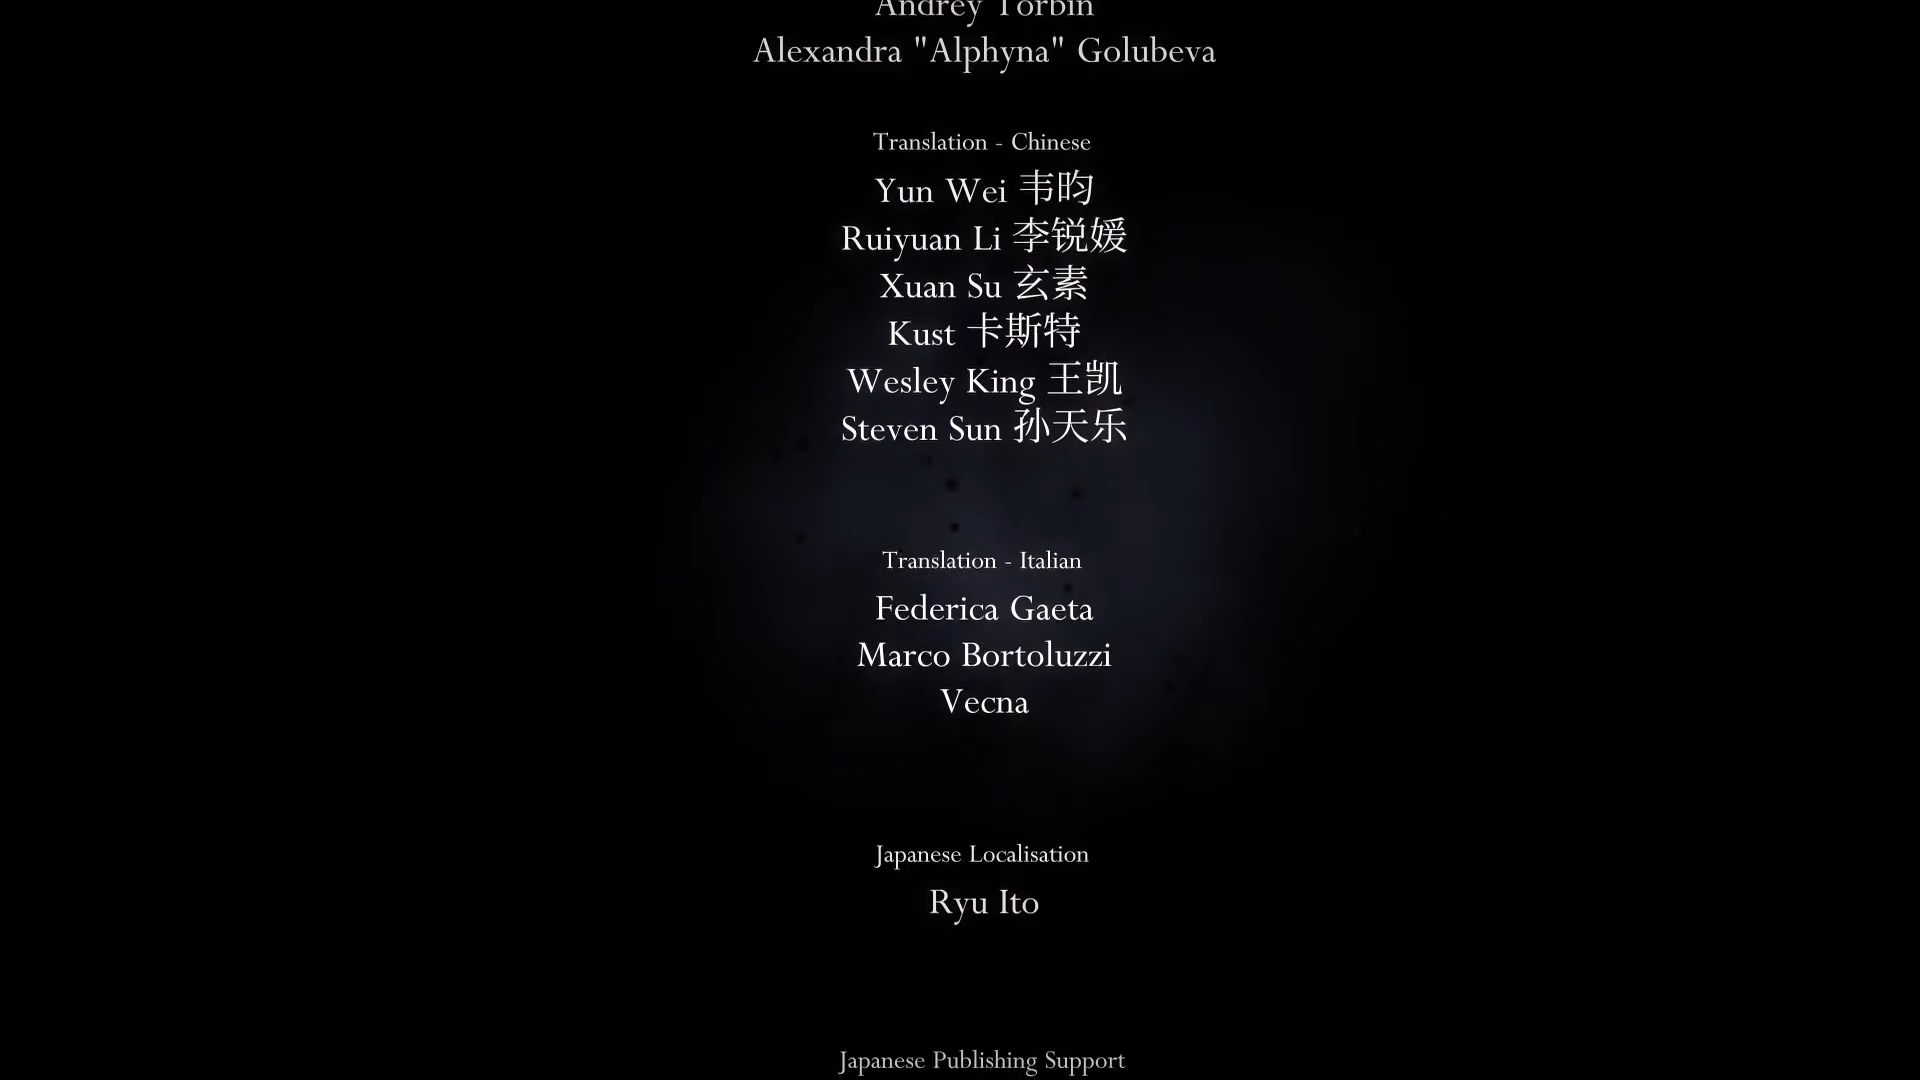 Andrey Torbin
Alexandra "Alphyna" Golubeva
Translation - Chinese
Yun Wei 韦昀
Ruiyuan Li 李锐媛
Xuan Su 玄素
Kust 卡斯特
Wesley King 王凯
Steven Sun 孙天乐
Translation - Italian
Federica Gaeta
Marco Bortoluzzi
Vecna
Japanese Localisation
Ryu Ito
Japanese Publishing Support